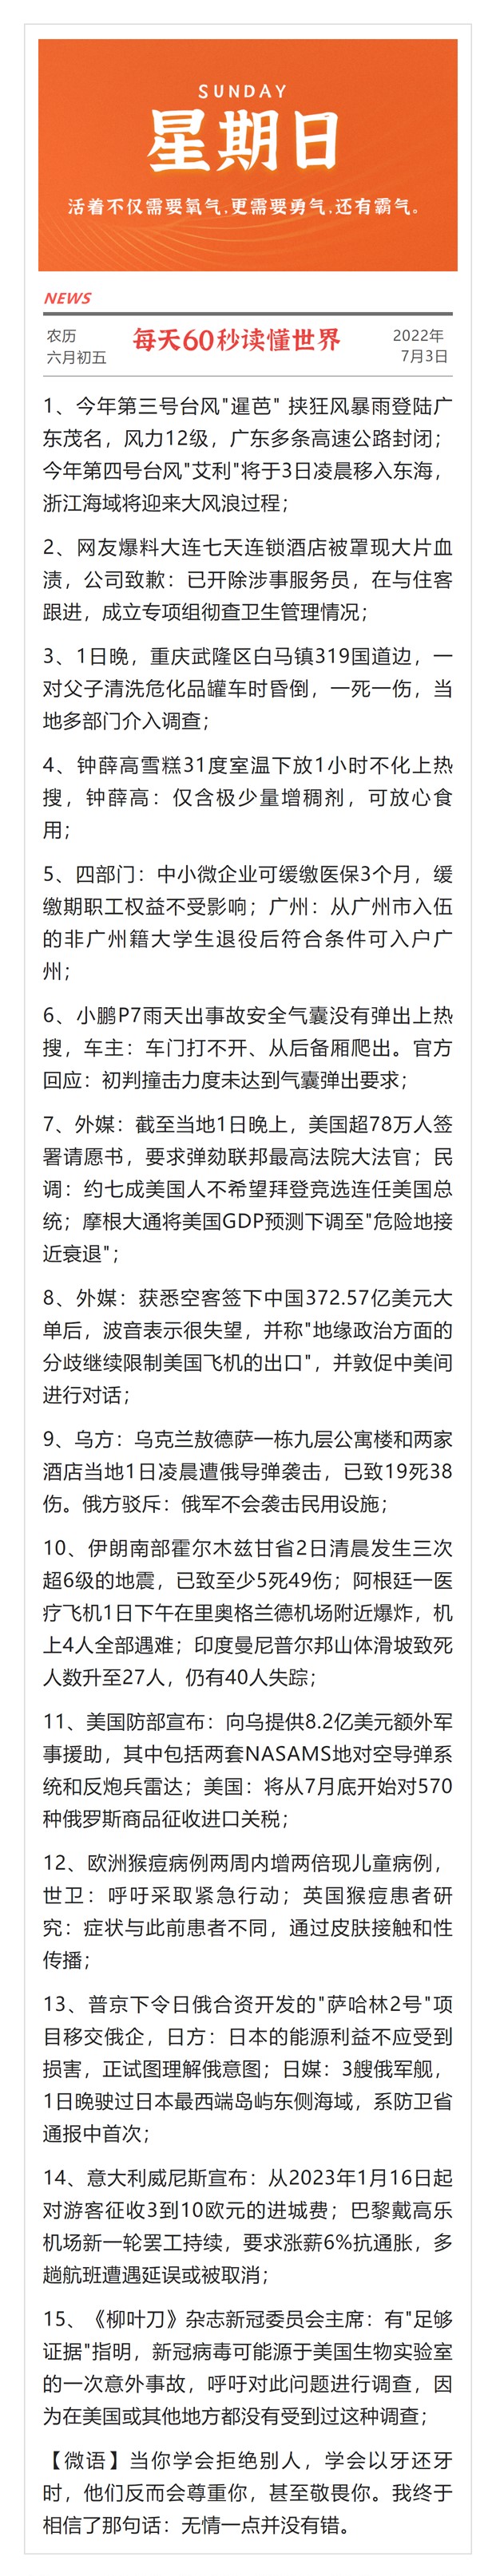 SUNDAY
星期日
活着不仅需要氧气,更需要勇气,还有霸气。
NEWS
农历
六月初五
每天60秒读懂世界
2022年
7月3日
1、今年第三号台风"暹芭" 挟狂风暴雨登陆广
东茂名，风力12级，广东多条高速公路封闭；
今年第四号台风"艾利"将于3日凌晨移入东海，
浙江海域将迎来大风浪过程；
2、网友爆料大连七天连锁酒店被罩现大片血
渍，公司致歉：已开除涉事服务员，在与住客
跟进，成立专项组彻查卫生管理情况；
3、1日晚，重庆武隆区白马镇319国道边，一
对父子清洗危化品罐车时昏倒，一死一伤，当
地多部门介入调查；
4、钟薛高雪糕31度室温下放1小时不化上热
搜，钟薛高：仅含极少量增稠剂，可放心食
用；
5、四部门：中小微企业可缓缴医保3个月，缓
缴期职工权益不受影响；广州：从广州市入伍
的非广州籍大学生退役后符合条件可入户广
州；
6、小鹏P7雨天出事故安全气囊没有弹出上热
搜，车主：车门打不开、从后备厢爬出。官方
回应：初判撞击力度未达到气囊弹出要求；
7、外媒：截至当地1日晚上，美国超78万人签
署请愿书，要求弹劾联邦最高法院大法官；民
调：约七成美国人不希望拜登竞选连任美国总
统；摩根大通将美国GDP预测下调至"危险地接
近衰退"；
8、外媒：获悉空客签下中国372.57亿美元大
单后，波音表示很失望，并称"地缘政治方面的
分歧继续限制美国飞机的出口"，并敦促中美间
进行对话；
9、乌方：乌克兰敖德萨一栋九层公寓楼和两家
酒店当地1日凌晨遭俄导弹袭击，已致19死38
伤。俄方驳斥：俄军不会袭击民用设施；
10、伊朗南部霍尔木兹甘省2日清晨发生三次
超6级的地震，已致至少5死49伤；阿根廷一医
疗飞机1日下午在里奥格兰德机场附近爆炸，机
上4人全部遇难；印度曼尼普尔邦山体滑坡致死
人数升至27人，仍有40人失踪；
11、美国防部宣布：向乌提供8.2亿美元额外军
事援助，其中包括两套NASAMS地对空导弹系
统和反炮兵雷达；美国：将从7月底开始对570
种俄罗斯商品征收进口关税；
12、欧洲猴痘病例两周内增两倍现儿童病例，
世卫：呼吁采取紧急行动；英国猴痘患者研
究：症状与此前患者不同，通过皮肤接触和性
传播；
13、普京下令日俄合资开发的"萨哈林2号"项
目移交俄企，日方：日本的能源利益不应受到
损害，正试图理解俄意图；日媒：3艘俄军舰，
1日晚驶过日本最西端岛屿东侧海域，系防卫省
通报中首次；
14、意大利威尼斯宣布：从2023年1月16日起
对游客征收3到10欧元的进城费；巴黎戴高乐
机场新一轮罢工持续，要求涨薪6%抗通胀，多
趟航班遭遇延误或被取消；
15、《柳叶刀》杂志新冠委员会主席：有"足够
证据"指明，新冠病毒可能源于美国生物实验室
的一次意外事故，呼吁对此问题进行调查，因
为在美国或其他地方都没有受到过这种调查；
【微语】当你学会拒绝别人，学会以牙还牙
时，他们反而会尊重你，甚至敬畏你。我终于
相信了那句话：无情一点并没有错。